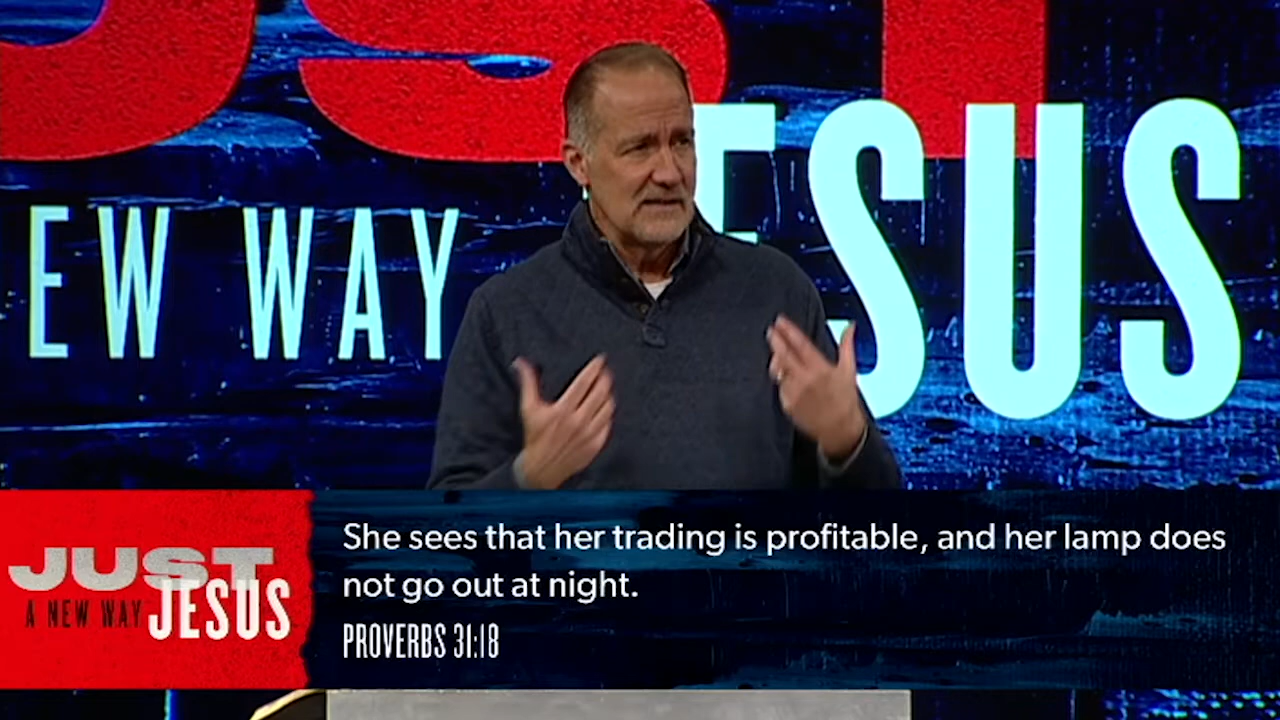 UST
EW WAY
ESUS
JUST
A NEW WAY
JESUS
She sees that her trading is profitable, and her lamp does
not go out at night.
PROVERBS 31:18